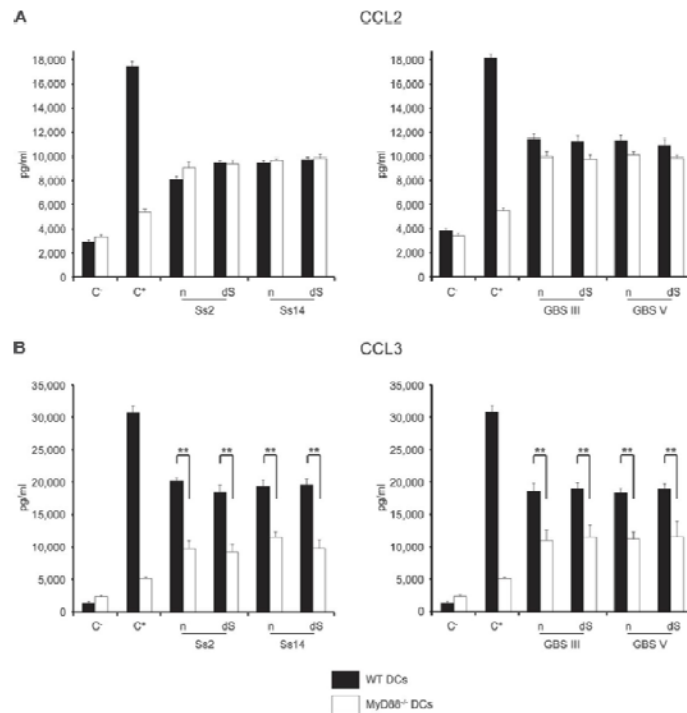 A
CCL2
18,000
16,000
14,000
12,000
10,000
8,000
6,000
4,000
2,000
0
pg/ml
C-
C+
n
dS
n
dS
Ss2
Ss14
18,000
16,000
14,000
12,000
10,000
8,000
6,000
4,000
2,000
0
pg/ml
C-
C+
n
dS
n
dS
GBS III
GBS V
B
CCL3
35,000
30,000
25,000
20,000
15,000
10,000
5,000
0
pg/ml
**
**
**
**
C-
C+
n
dS
n
dS
Ss2
Ss14
35,000
30,000
25,000
20,000
15,000
10,000
5,000
0
pg/ml
**
**
**
**
C-
C+
n
dS
n
dS
GBS III
GBS V
WT DCs
MyD88-/- DCs